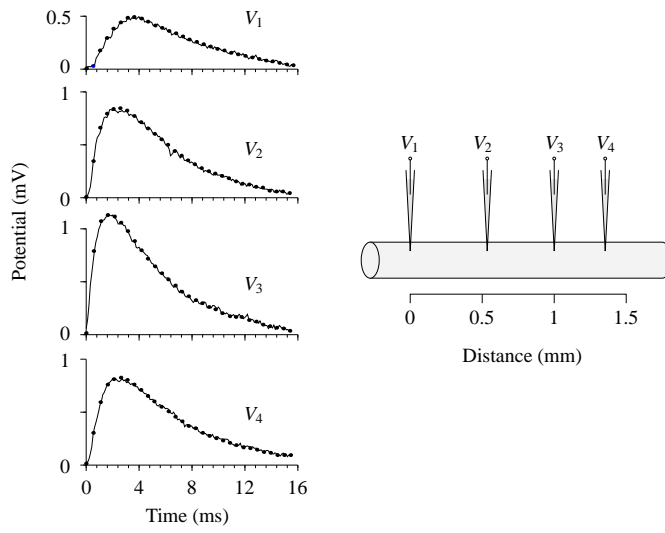 0.5
V1
0
1
V2
0
1
V3
0
1
V4
0
0 4 8 12 16
Time (ms)
Potential (mV)
V1 V2 V3 V4
0 0.5 1 1.5
Distance (mm)